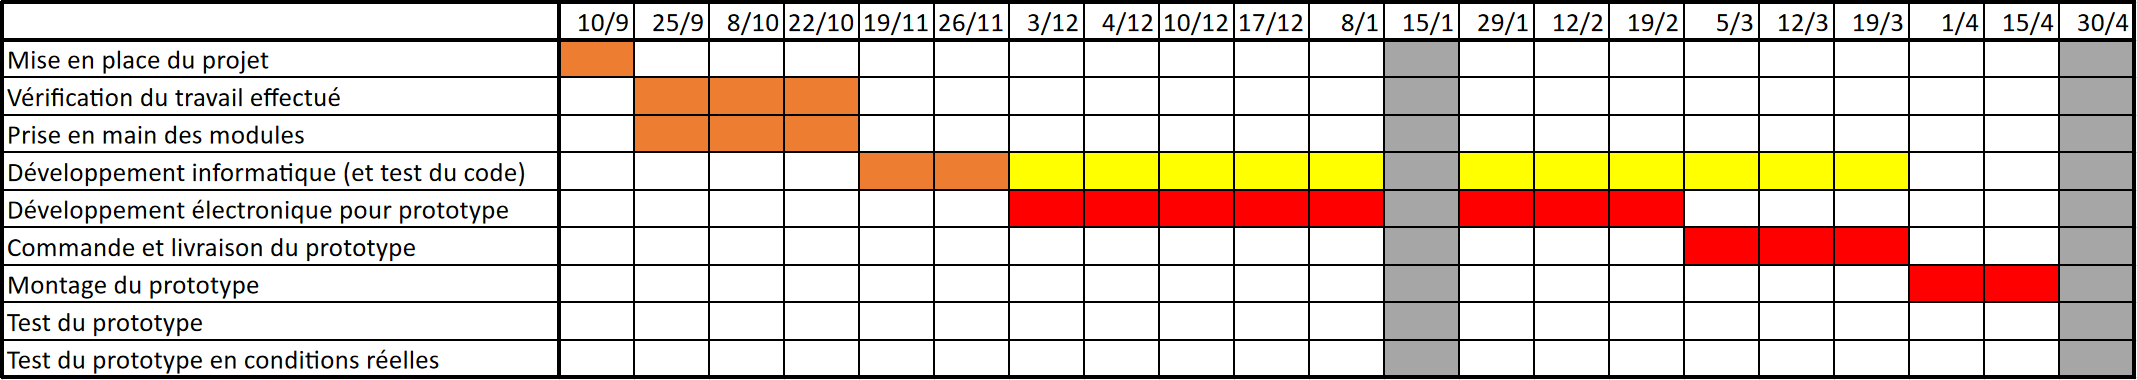 10/9 25/9 8/10 22/10 19/11 26/11 3/12 4/12 10/12 17/12 8/1 15/1 29/1 12/2 19/2 5/3 12/3 19/3 1/4 15/4 30/4
Mise en place du projet
Vérification du travail effectué
Prise en main des modules
Développement informatique (et test du code)
Développement électronique pour prototype
Commande et livraison du prototype
Montage du prototype
Test du prototype
Test du prototype en conditions réelles